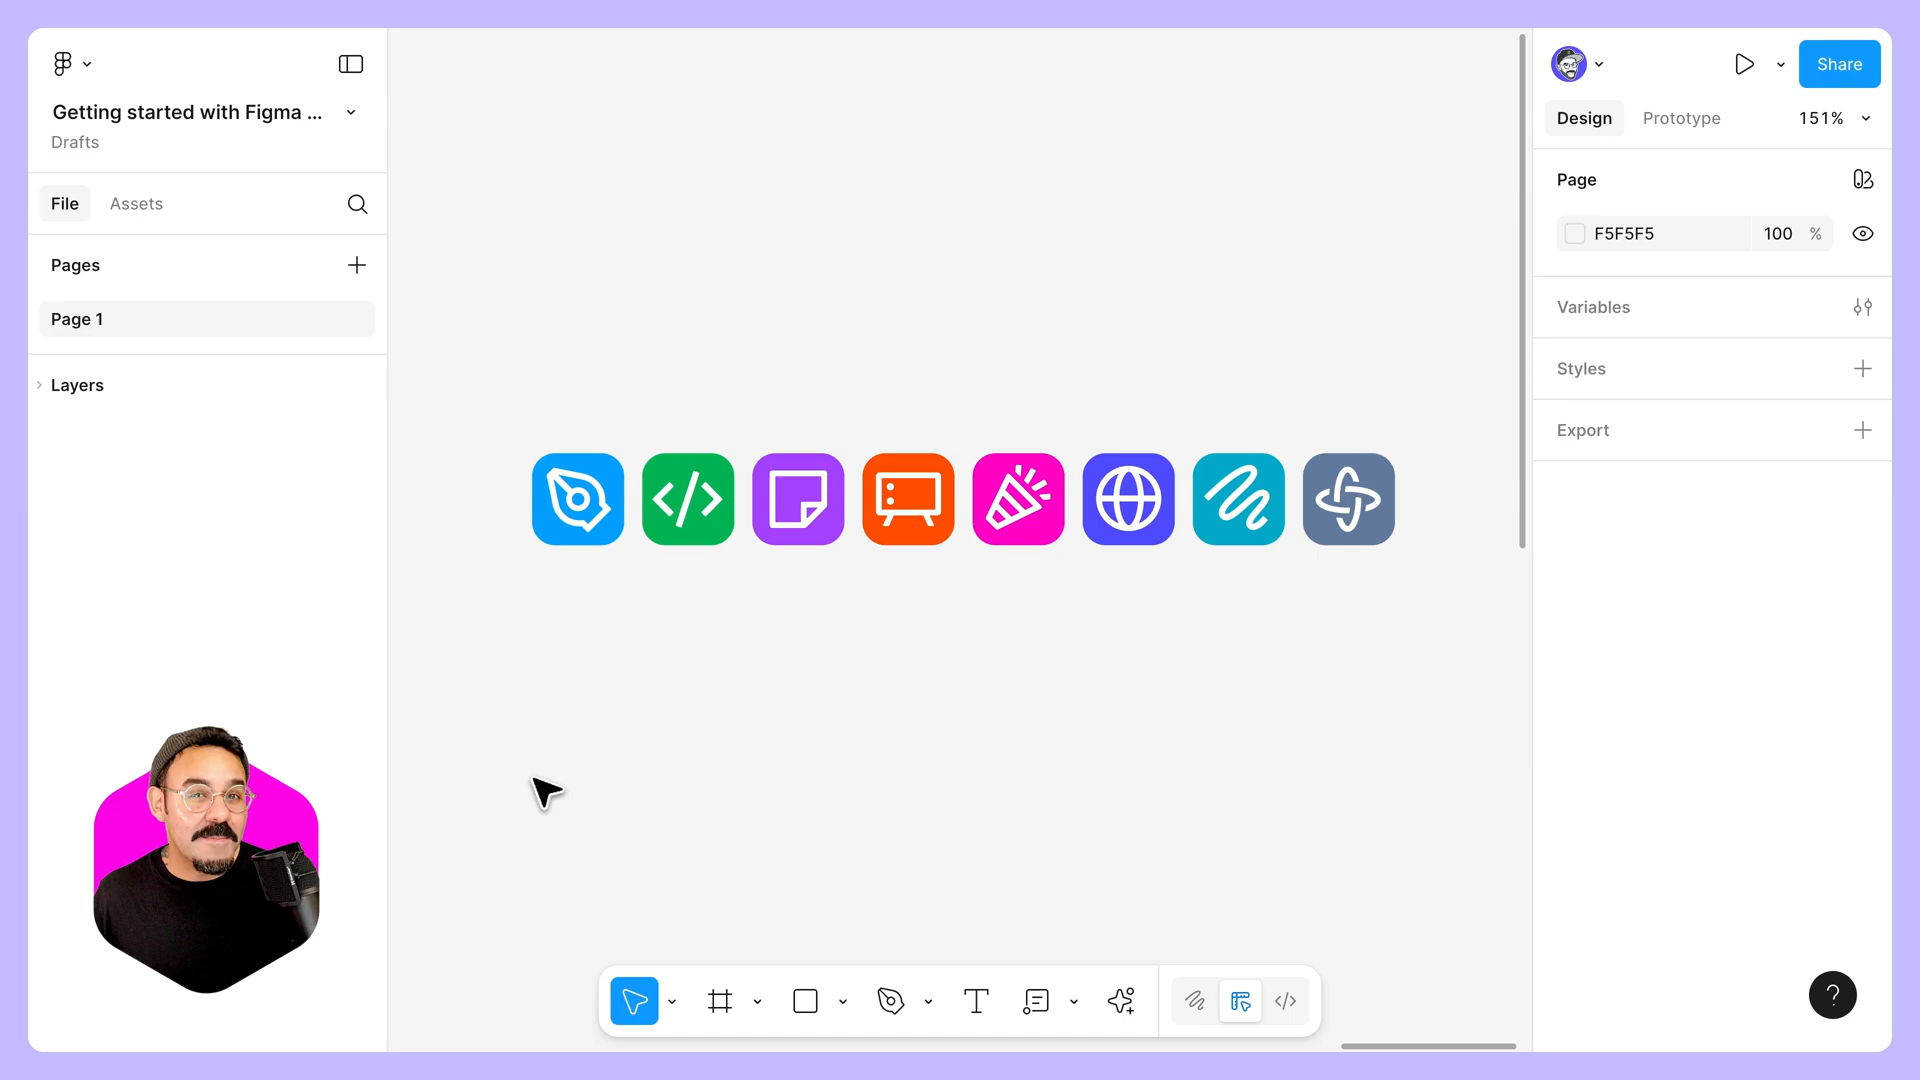 Getting started with Figma ...
Drafts
File
Assets
Pages
Page 1
Layers
Share
Design
Prototype
151%
Page
F5F5F5
100
%
Variables
Styles
Export
?